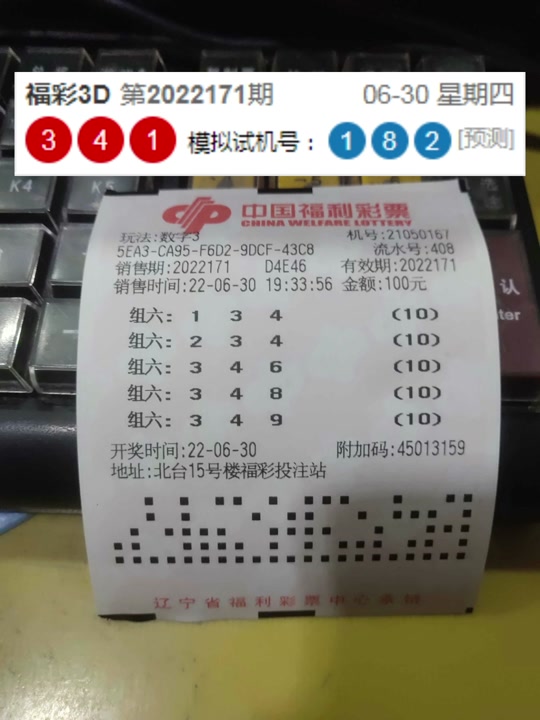 福彩3D 第2022171期 06-30 星期四
3 4 1 模拟试机号： 1 8 2 [预测]
K4 K5
中国福利彩票
CHINA WELFARE LOTTERY
玩法:数字3 机号:21050167
5EA3-CA95-F6D2-9DCF-43C8 流水号:408
销售期:2022171 D4E46 有效期:2022171
销售时间:22-06-30 19:33:56 金额:100元
认
组六: 1 3 4 (10)
ter
组六: 2 3 4 (10)
组六: 3 4 6 (10)
组六: 3 4 8 (10)
组六: 3 4 9 (10)
开奖时间:22-06-30 附加码:45013159
地址:北台15号楼福彩投注站
辽宁省福利彩票中心承销